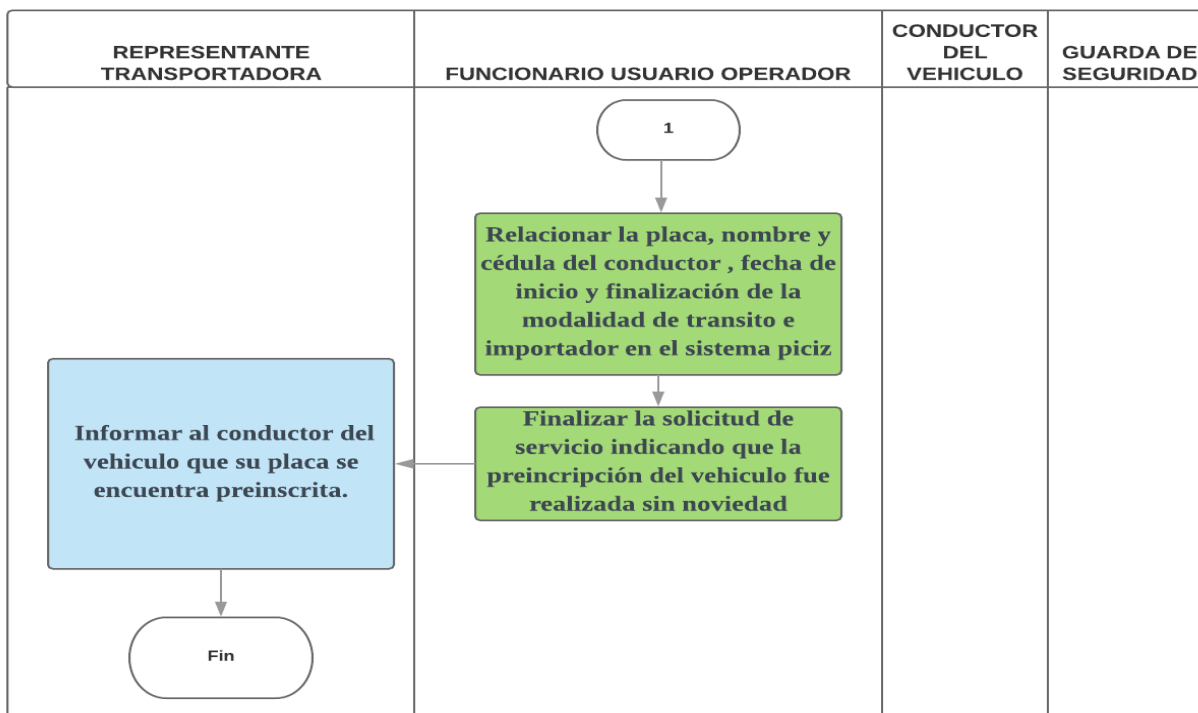 REPRESENTANTE
TRANSPORTADORA
FUNCIONARIO USUARIO OPERADOR
CONDUCTOR
DEL
VEHICULO
GUARDA DE
SEGURIDAD
1
Relacionar la placa, nombre y
cédula del conductor , fecha de
inicio y finalización de la
modalidad de transito e
importador en el sistema piciz
Finalizar la solicitud de
servicio indicando que la
preincripción del vehiculo fue
realizada sin noviedad
Informar al conductor del
vehiculo que su placa se
encuentra preinscrita.
Fin